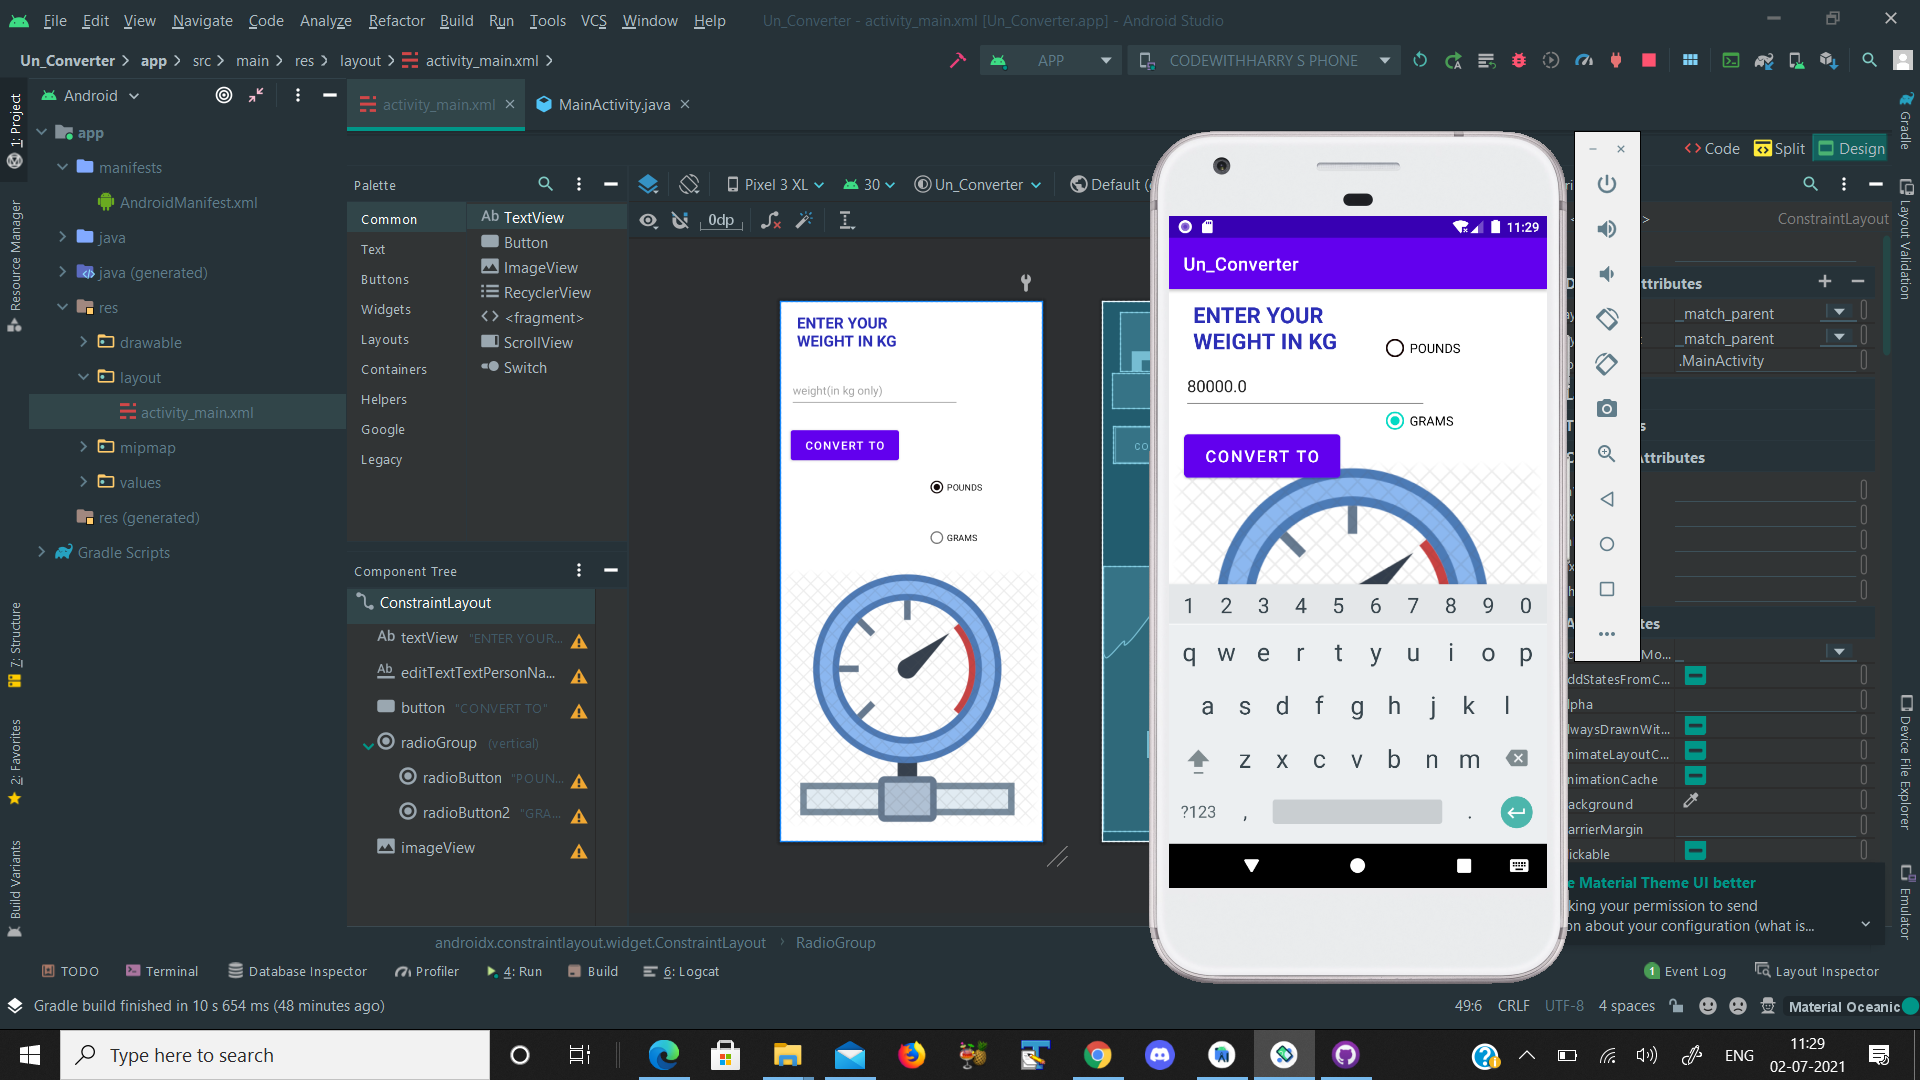 File Edit View Navigate Code Analyze Refactor Build Run Tools VCS Window Help Un_Converter - activity_main.xml [Un_Converter.app] - Android Studio
Un_Converter app src main res layout activity_main.xml
APP CODEWITHHARRY S PHONE
Android
activity_main.xml MainActivity.java
1: Project
Resource Manager
7: Structure
2: Favorites
Build Variants
app
manifests
AndroidManifest.xml
java
java (generated)
res
drawable
layout
activity_main.xml
mipmap
values
res (generated)
Gradle Scripts
Palette
Common
Text
Buttons
Widgets
Layouts
Containers
Helpers
Google
Legacy
Ab TextView
Button
ImageView
RecyclerView
<fragment>
ScrollView
Switch
Component Tree
ConstraintLayout
Ab textView "ENTER YOUR...
Ab editTextTextPersonNa...
button "CONVERT TO"
radioGroup (vertical)
radioButton "POUN...
radioButton2 "GRA...
imageView
Pixel 3 XL 30 Un_Converter Default (
0dp
ENTER YOUR
WEIGHT IN KG
weight(in kg only)
CONVERT TO
POUNDS
GRAMS
CO
11:29
Un_Converter
ENTER YOUR
WEIGHT IN KG
POUNDS
80000.0
GRAMS
CONVERT TO
1 2 3 4 5 6 7 8 9 0
q w e r t y u i o p
a s d f g h j k l
z x c v b n m
?123 , .
Code Split Design
ConstraintLayout
ttributes
_match_parent
_match_parent
.MainActivity
ttributes
Mo...
ddStatesFromC...
lpha
lwaysDrawnWit...
nimateLayoutC...
nimationCache
ackground
arrierMargin
lickable
e Material Theme UI better
king your permission to send
on about your configuration (what is...
Gradle
Layout Validation
Device File Explorer
Emulator
androidx.constraintlayout.widget.ConstraintLayout RadioGroup
TODO Terminal Database Inspector Profiler 4: Run Build 6: Logcat 1 Event Log Layout Inspector
Gradle build finished in 10 s 654 ms (48 minutes ago) 49:6 CRLF UTF-8 4 spaces Material Oceanic
Type here to search
ENG
11:29
02-07-2021